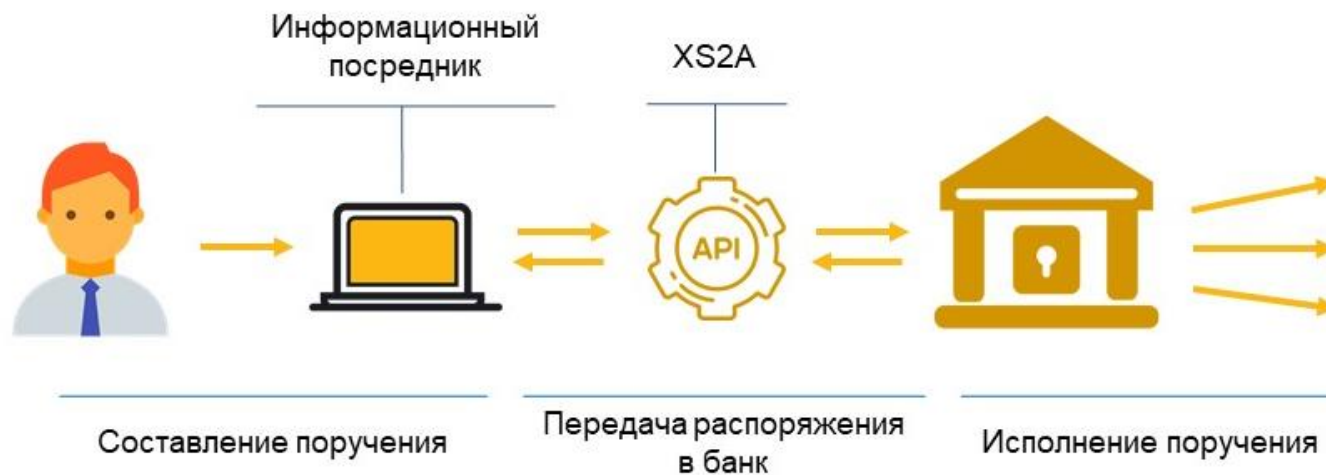 Информационный
посредник
XS2A
API
Составление поручения
Передача распоряжения
в банк
Исполнение поручения